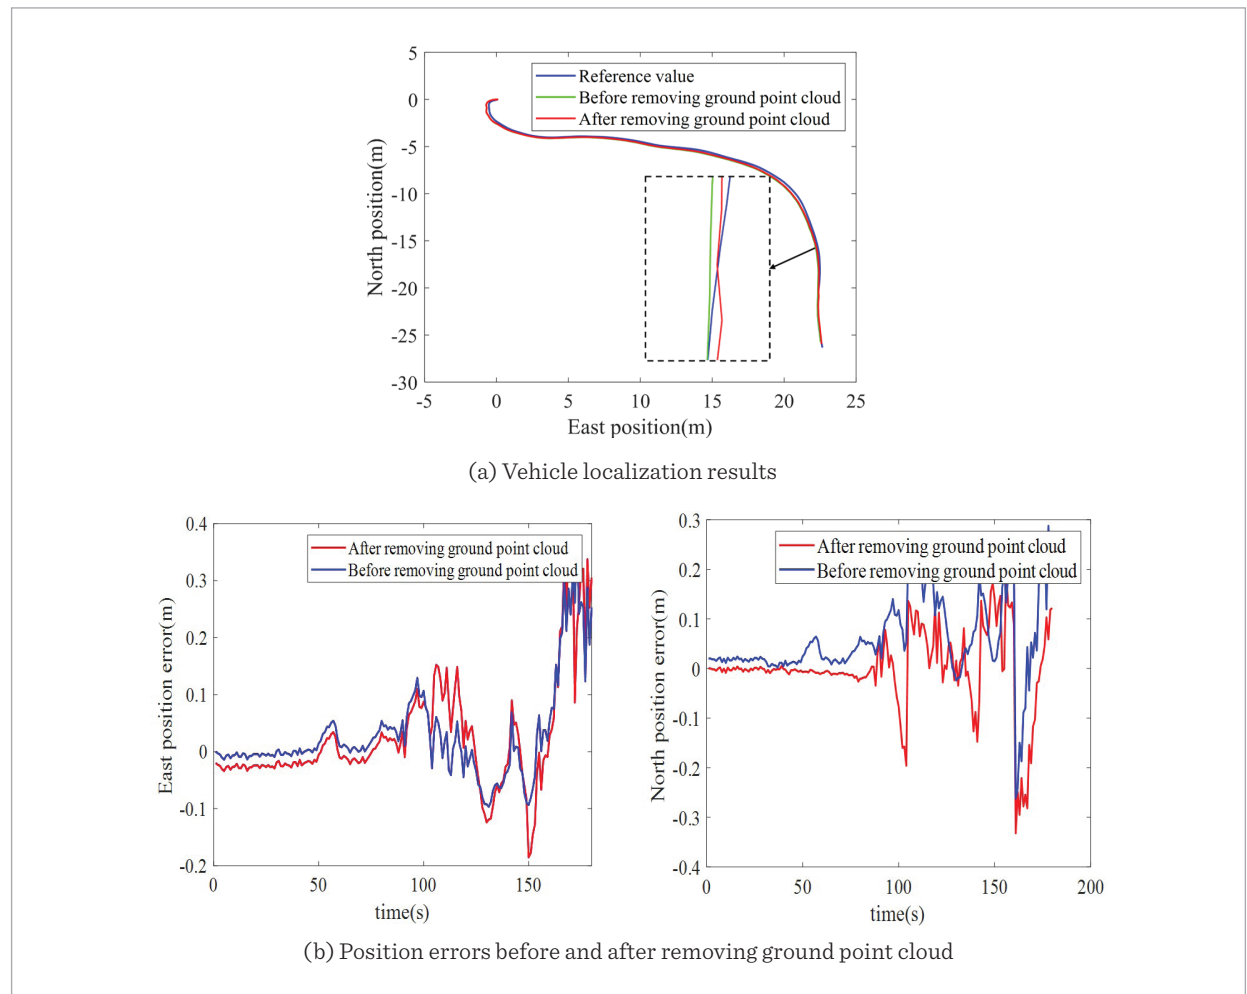 5
0
-5
-10
-15
-20
-25
-30
North position(m)
Reference value
Before removing ground point cloud
After removing ground point cloud
-5 0 5 10 15 20 25
East position(m)
(a) Vehicle localization results
0.4
0.3
0.2
0.1
0
-0.1
-0.2
East position error(m)
After removing ground point cloud
Before removing ground point cloud
0 50 100 150
time(s)
0.3
0.2
0.1
0
-0.1
-0.2
-0.3
-0.4
North position error(m)
After removing ground point cloud
Before removing ground point cloud
0 50 100 150 200
time(s)
(b) Position errors before and after removing ground point cloud